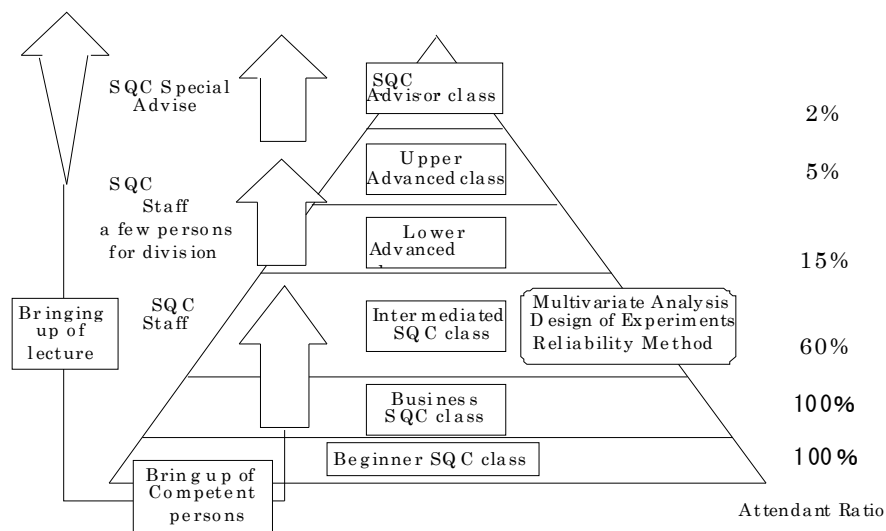 SQC Special
Advise
SQC
Advisor class
2%
Upper
Advanced class
5%
SQC
Staff
a few persons
for division
Lower
Advanced
15%
Bringing
up of
lecture
SQC
Staff
Intermediated
SQC class
Multivariate Analysis
Design of Experiments
Reliability Method
60%
Business
SQC class
100%
Beginner SQC class
100%
Bring up of
Competent
persons
Attendant Ratio